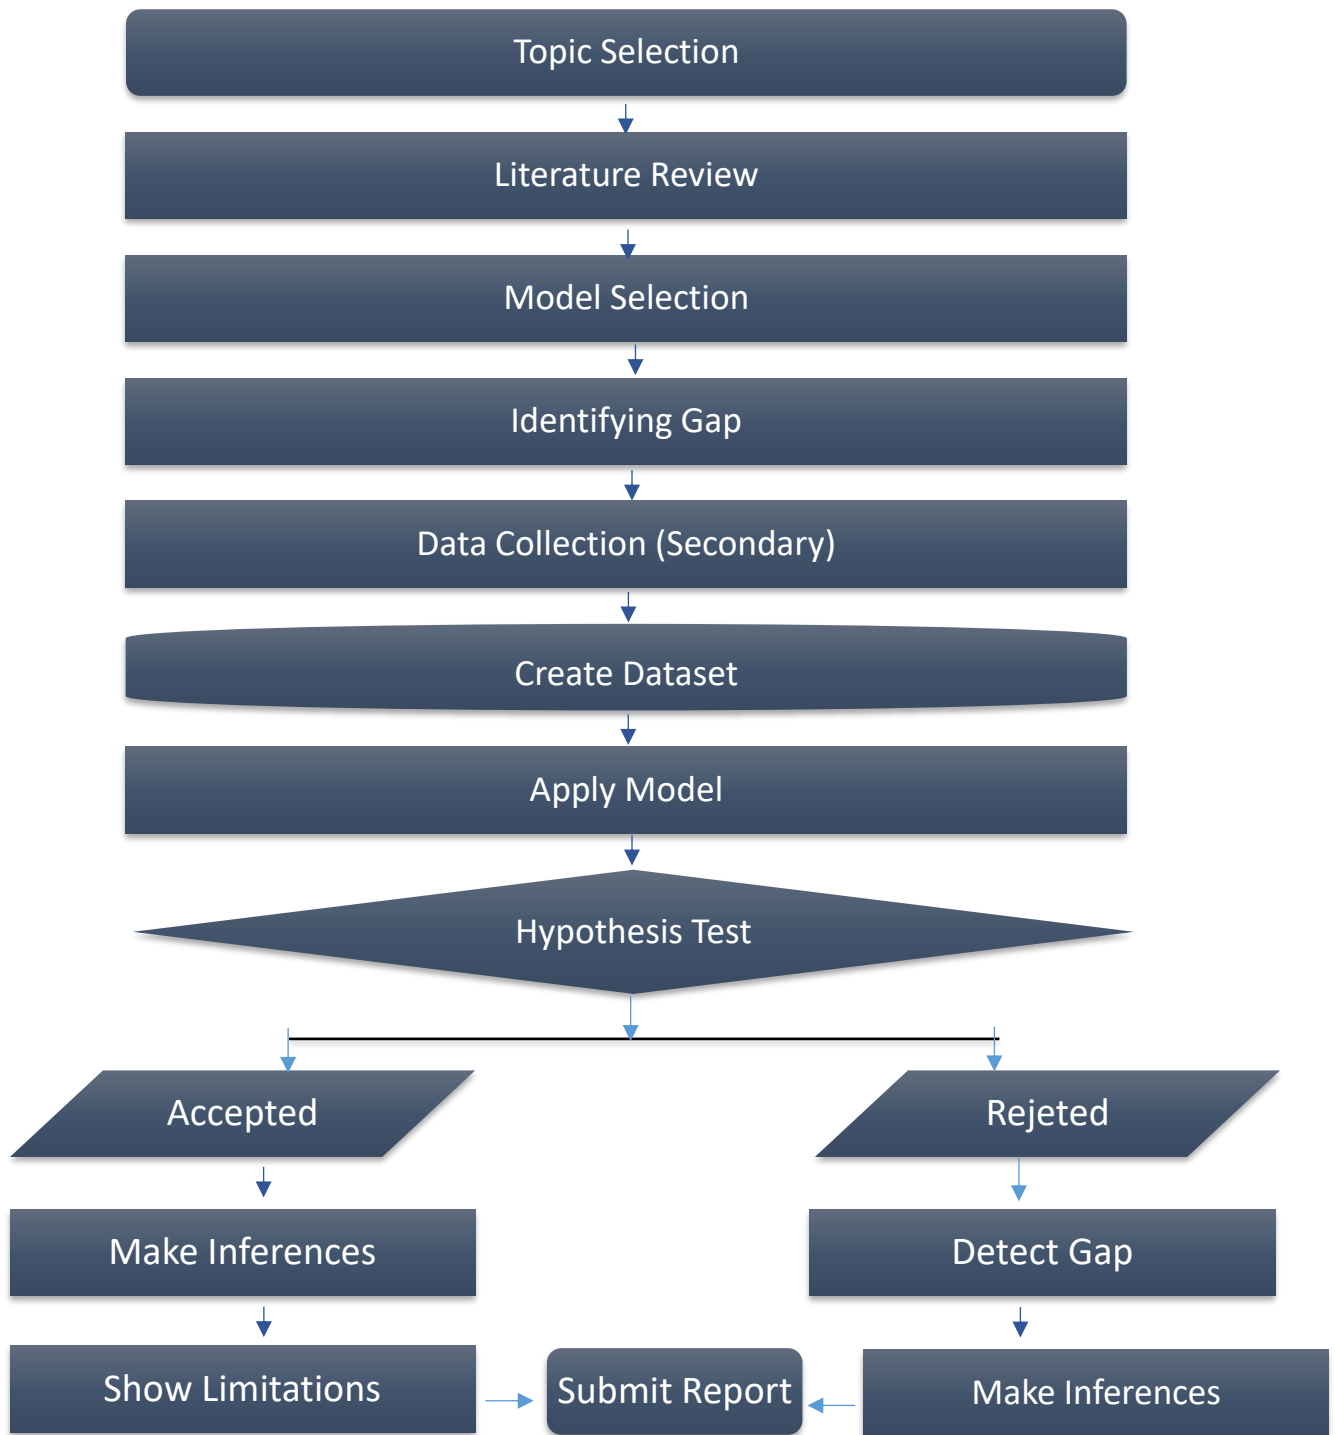 Topic Selection
Literature Review
Model Selection
Identifying Gap
Data Collection (Secondary)
Create Dataset
Apply Model
Hypothesis Test
Accepted
Rejeted
Make Inferences
Detect Gap
Show Limitations
Submit Report
Make Inferences